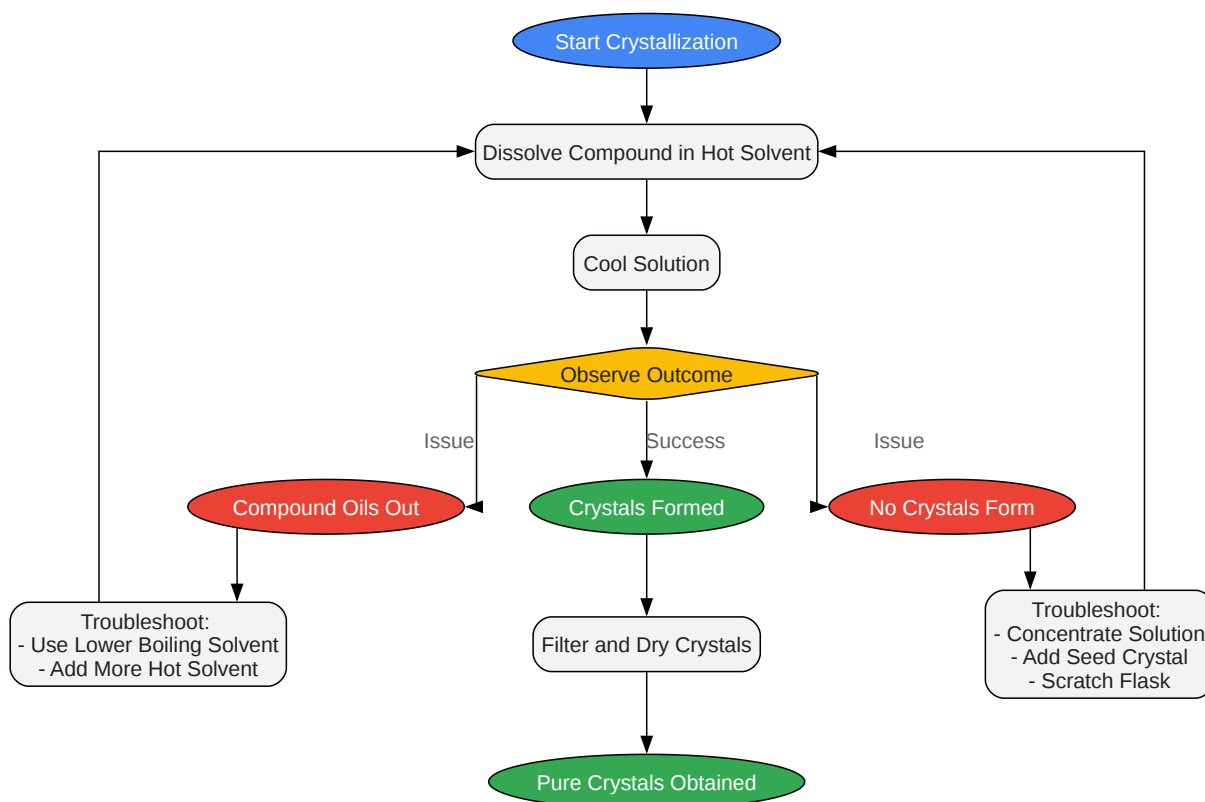 Start Crystallization
Dissolve Compound in Hot Solvent
Cool Solution
Observe Outcome
Issue
Success
Issue
Compound Oils Out
Crystals Formed
No Crystals Form
Troubleshoot:
- Use Lower Boiling Solvent
- Add More Hot Solvent
Filter and Dry Crystals
Troubleshoot:
- Concentrate Solution
- Add Seed Crystal
- Scratch Flask
Pure Crystals Obtained